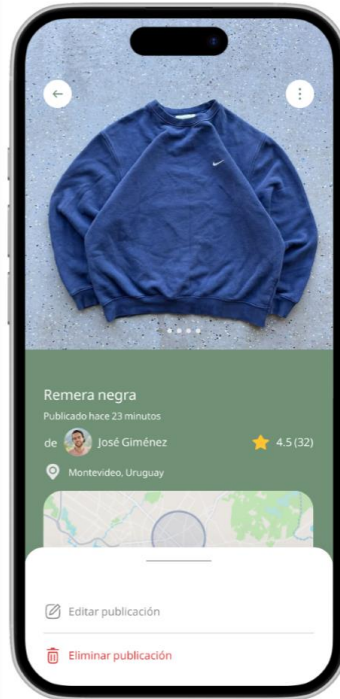 Remera negra
Publicado hace 23 minutos
de José Giménez 4.5 (32)
Montevideo, Uruguay
Editar publicación
Eliminar publicación